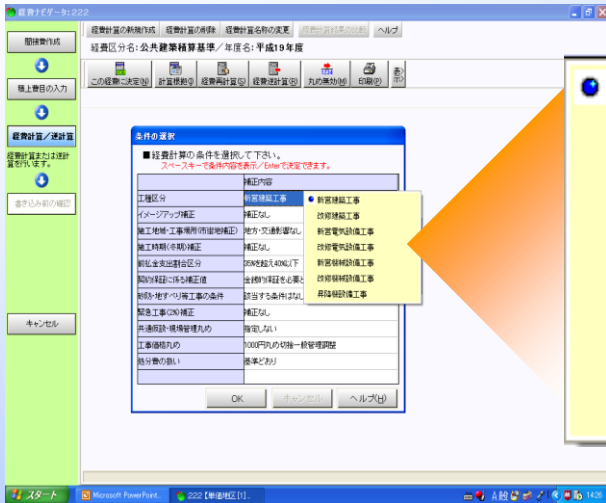 経費ナビゲータ:222
経費計算の新規作成 経費計算の削除 経費計算名称の変更 経費計算結果の比較 ヘルプ
経費区分名:公共建築積算基準/年度名:平成19年度
この経費に決定(N) 計算根拠 経費再計算(S) 経費逆計算(R) 丸め無効(M) 印刷(P)
間接費作成
積上費目の入力
経費計算/逆計算
経費計算または逆計算を行います。
書き込み前の確認
キャンセル
条件の選択
■経費計算の条件を選択して下さい。
スペースキーで条件内容を表示/Enterで決定できます。
補正内容
工種区分 新営建築工事
イメージアップ補正 補正なし
施工地域・工事場所(市街地補正) 地方・交通影響なし
施工時期(冬期)補正 補正なし
前払金支出割合区分 35%を超え40%以下
契約保証に係る補正値 金銭的保証を必要と
砂防・地すべり等工事の条件 該当する条件はなし
緊急工事(2%)補正 補正なし
共通仮設・現場管理丸め 指定しない
工事価格丸め 1000円丸め切捨一般管理調整
処分費の扱い 基準どおり
新営建築工事
改修建築工事
新営電気設備工事
改修電気設備工事
新営機械設備工事
改修機械設備工事
昇降機設備工事
OK キャンセル ヘルプ(H)
スタート Microsoft PowerPoint... 222【単価地区[1]... A般 1426